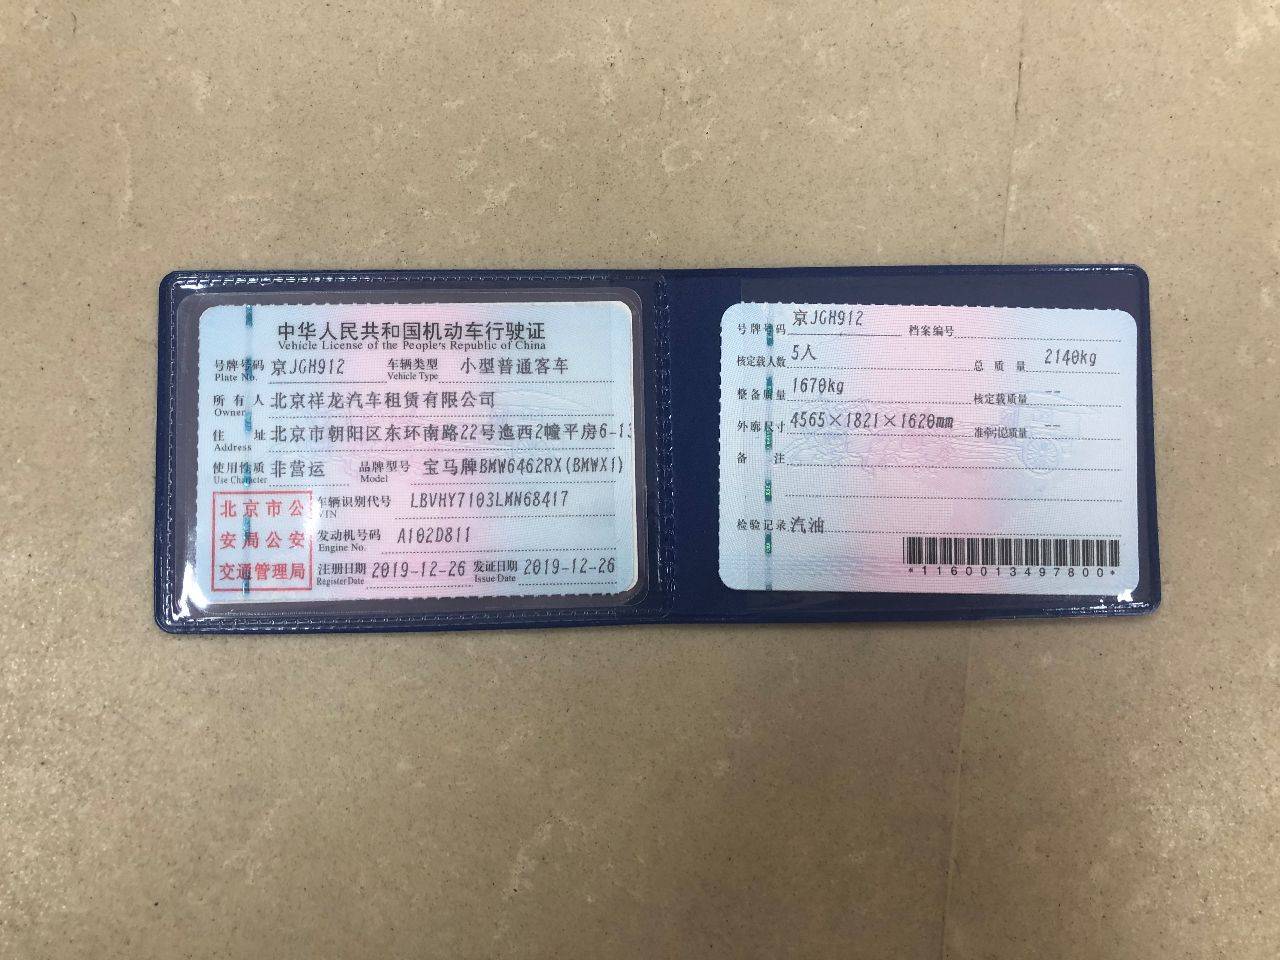 中华人民共和国机动车行驶证
Vehicle License of the People's Republic of China
号牌号码 京JGH912 车辆类型 小型普通客车
Plate No. Vehicle Type
所有人 北京祥龙汽车租赁有限公司
Owner
住址 北京市朝阳区东环南路22号迤西2幢平房6-13
Address
使用性质 非营运 品牌型号 宝马牌BMW6462RX(BMWX1)
Use Character Model
北京市公
安局公安
交通管理局
车辆识别代号 LBVHY7103LMN68417
VIN
发动机号码 A102D811
Engine No.
注册日期 2019-12-26 发证日期 2019-12-26
Register Date Issue Date
号牌号码 京JGH912 档案编号
核定载人数 5人 总质量 2140kg
整备质量 1670kg 核定载质量 --
外廓尺寸 4565×1821×1620mm 准牵引总质量 --
备注
检验记录 汽油
*1160013497800*